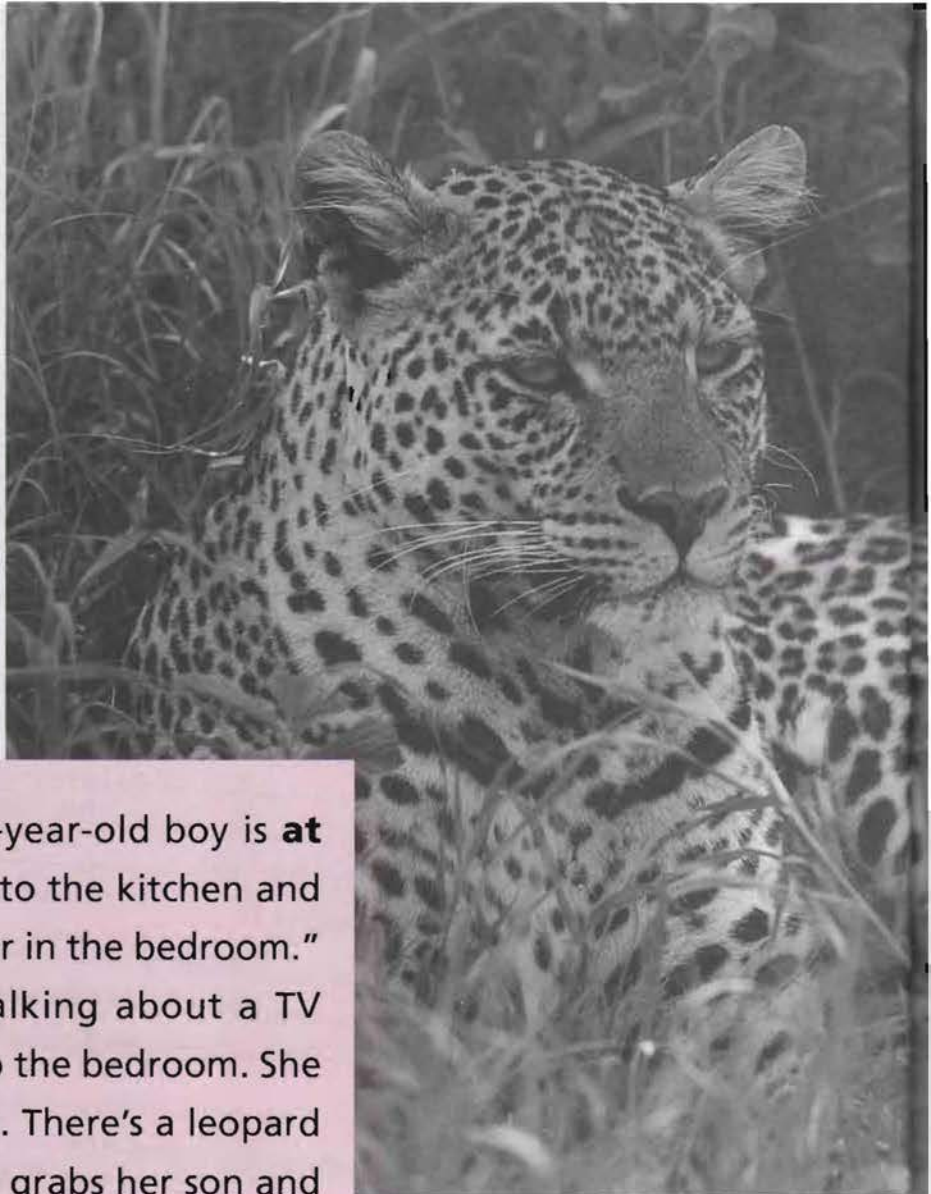 -year-old boy is at
to the kitchen and
r in the bedroom."
alking about a TV
the bedroom. She
. There's a leopard
grabs her son and